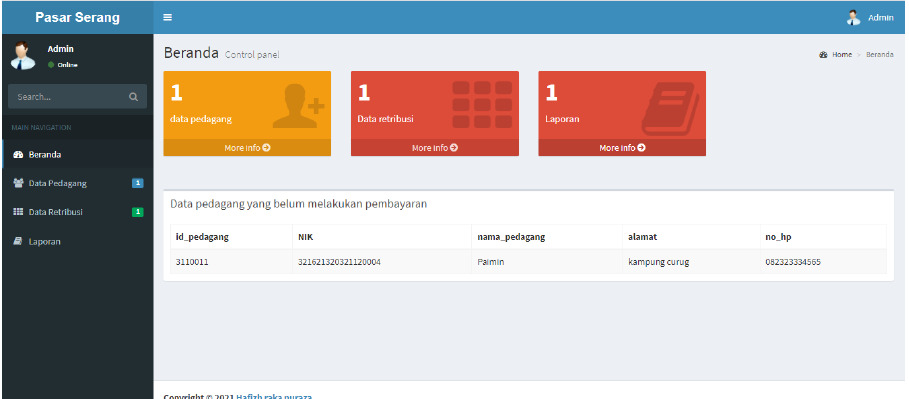 Pasar Serang
Admin
Admin
Online
Search...
MAIN NAVIGATION
Beranda
Data Pedagang 1
Data Retribusi 1
Laporan
Beranda Control panel
Home > Beranda
1
data pedagang
More info
1
Data retribusi
More info
1
Laporan
More info
Data pedagang yang belum melakukan pembayaran
id_pedagang NIK nama_pedagang alamat no_hp
3110011 321621320321120004 Paimin kampung curug 082323334565
Copyright © 2021 Hafizh raka puraza